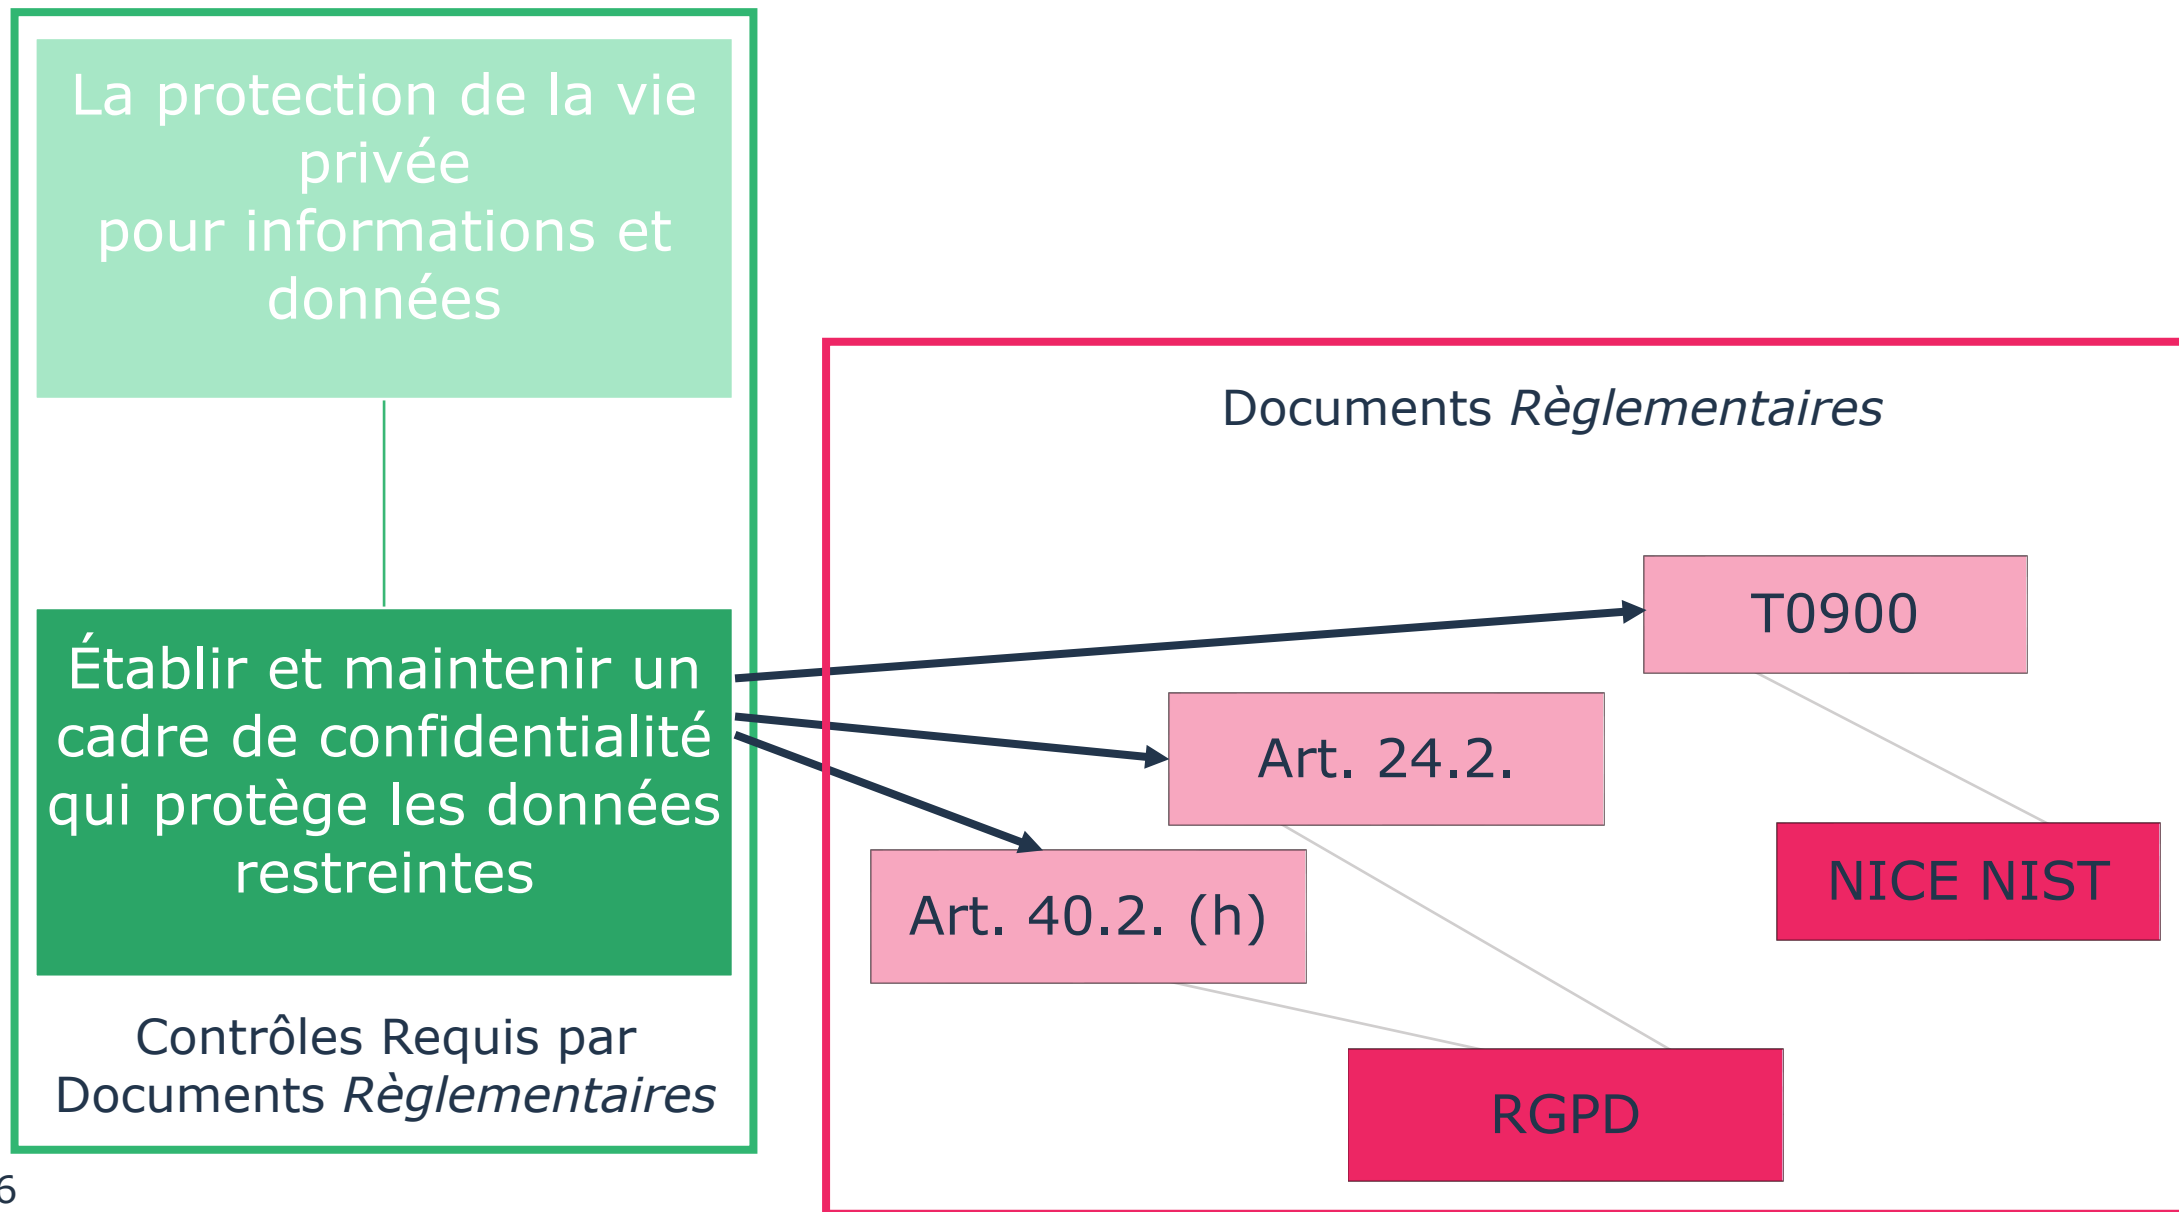 La protection de la vie
privée
pour informations et
données
Établir et maintenir un
cadre de confidentialité
qui protège les données
restreintes
Contrôles Requis par
Documents Règlementaires
Documents Règlementaires
T0900
Art. 24.2.
Art. 40.2. (h)
NICE NIST
RGPD
6